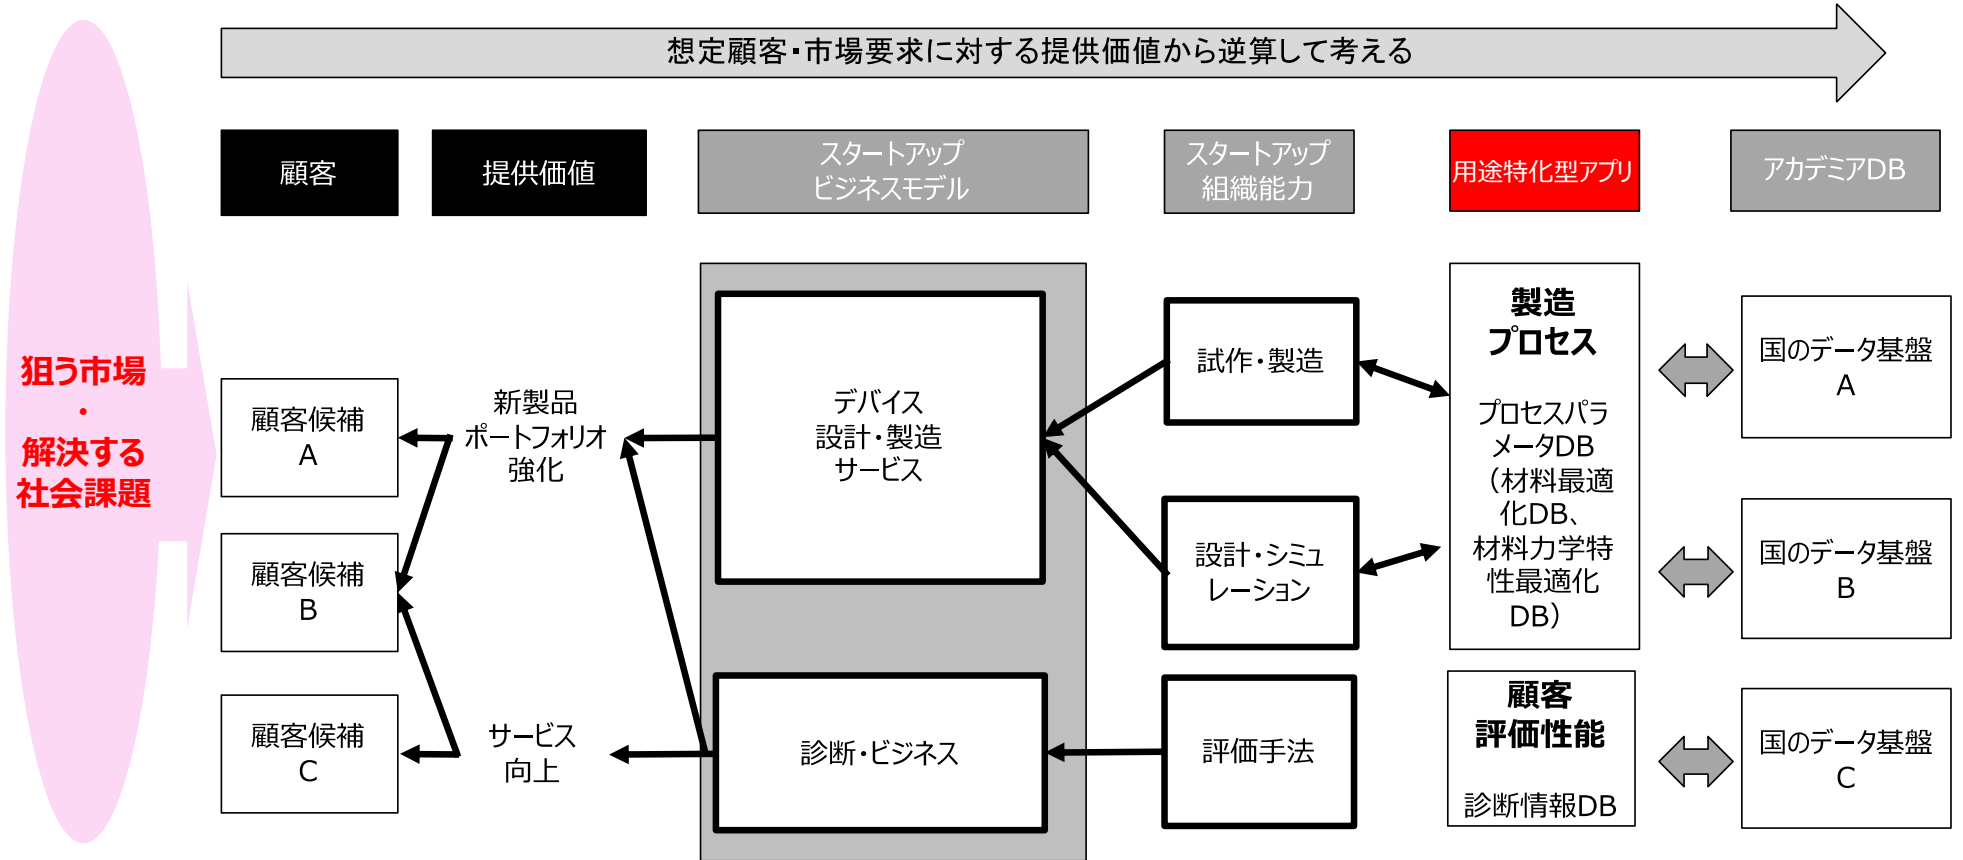 想定顧客・市場要求に対する提供価値から逆算して考える
顧客
提供価値
スタートアップ
ビジネスモデル
スタートアップ
組織能力
用途特化型アプリ
アカデミアDB
狙う市場
・
解決する
社会課題
顧客候補
A
顧客候補
B
顧客候補
C
新製品
ポートフォリオ
強化
サービス
向上
デバイス
設計・製造
サービス
診断・ビジネス
試作・製造
設計・シミュ
レーション
評価手法
製造
プロセス
プロセスパラ
メータDB
（材料最適
化DB、
材料力学特
性最適化
DB）
顧客
評価性能
診断情報DB
国のデータ基盤
A
国のデータ基盤
B
国のデータ基盤
C